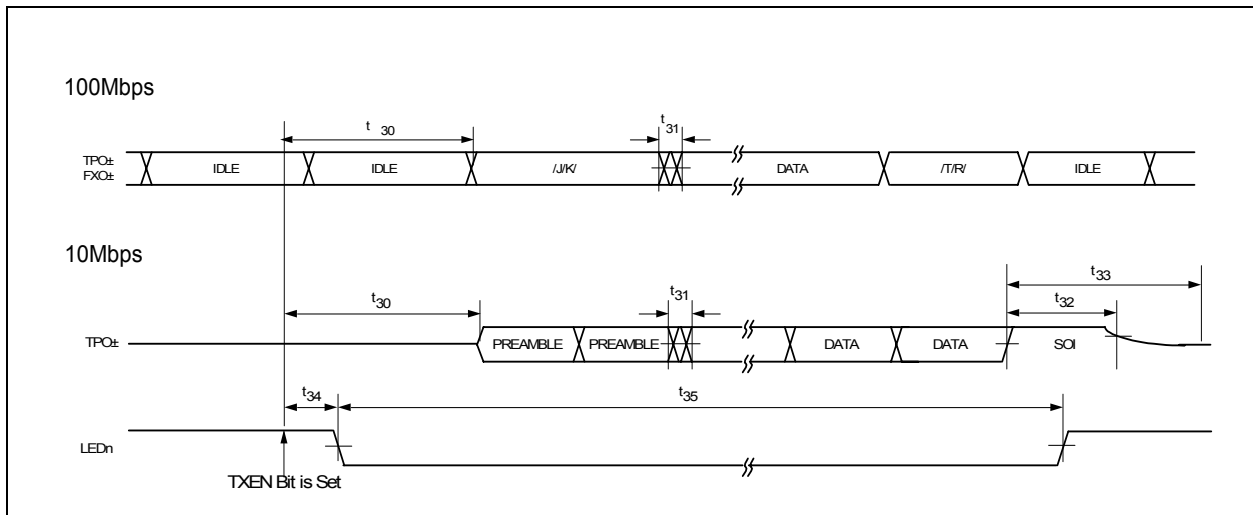 100Mbps
t 30
t31
TPO±
FXO±
IDLE
IDLE
/J/K/
DATA
/T/R/
IDLE
10Mbps
t33
t30
t31
t32
TPO±
PREAMBLE
PREAMBLE
DATA
DATA
SOI
t34
t35
LEDn
TXEN Bit is Set